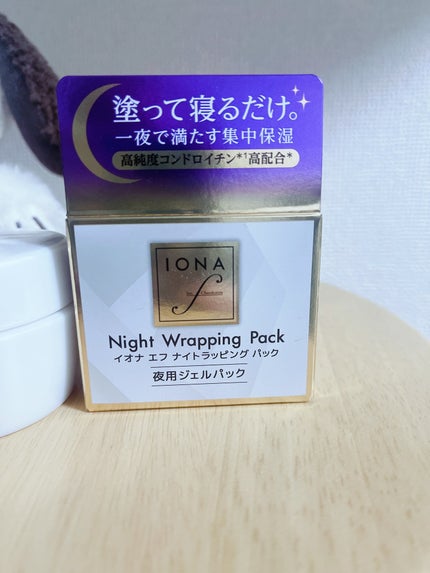 塗って寝るだけ。
一夜で満たす集中保湿
高純度コンドロイチン*1高配合*
IONA
f
Night Wrapping Pack
イオナ エフ ナイトラッピング パック
夜用ジェルパック